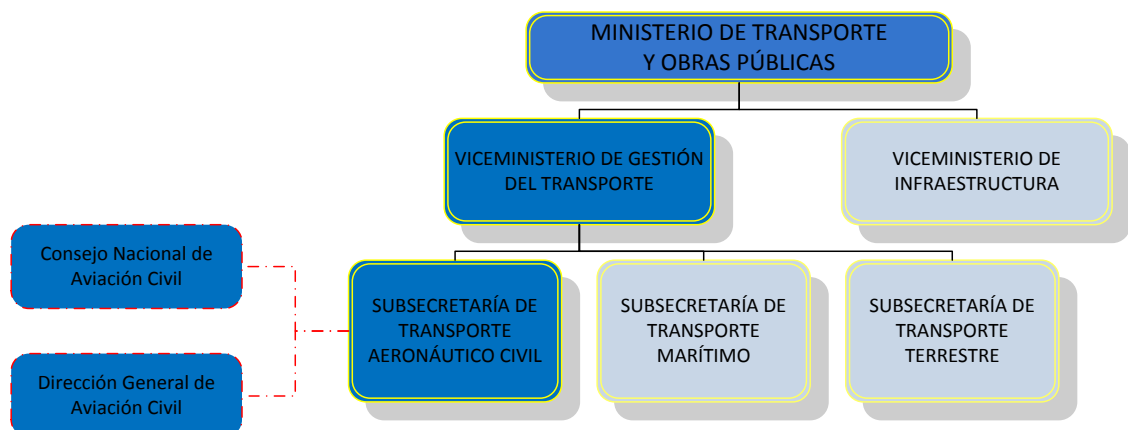 MINISTERIO DE TRANSPORTE
Y OBRAS PÚBLICAS
VICEMINISTERIO DE GESTIÓN
DEL TRANSPORTE
VICEMINISTERIO DE
INFRAESTRUCTURA
Consejo Nacional de
Aviación Civil
Dirección General de
Aviación Civil
SUBSECRETARÍA DE
TRANSPORTE
AERONÁUTICO CIVIL
SUBSECRETARÍA DE
TRANSPORTE
MARÍTIMO
SUBSECRETARÍA DE
TRANSPORTE
TERRESTRE